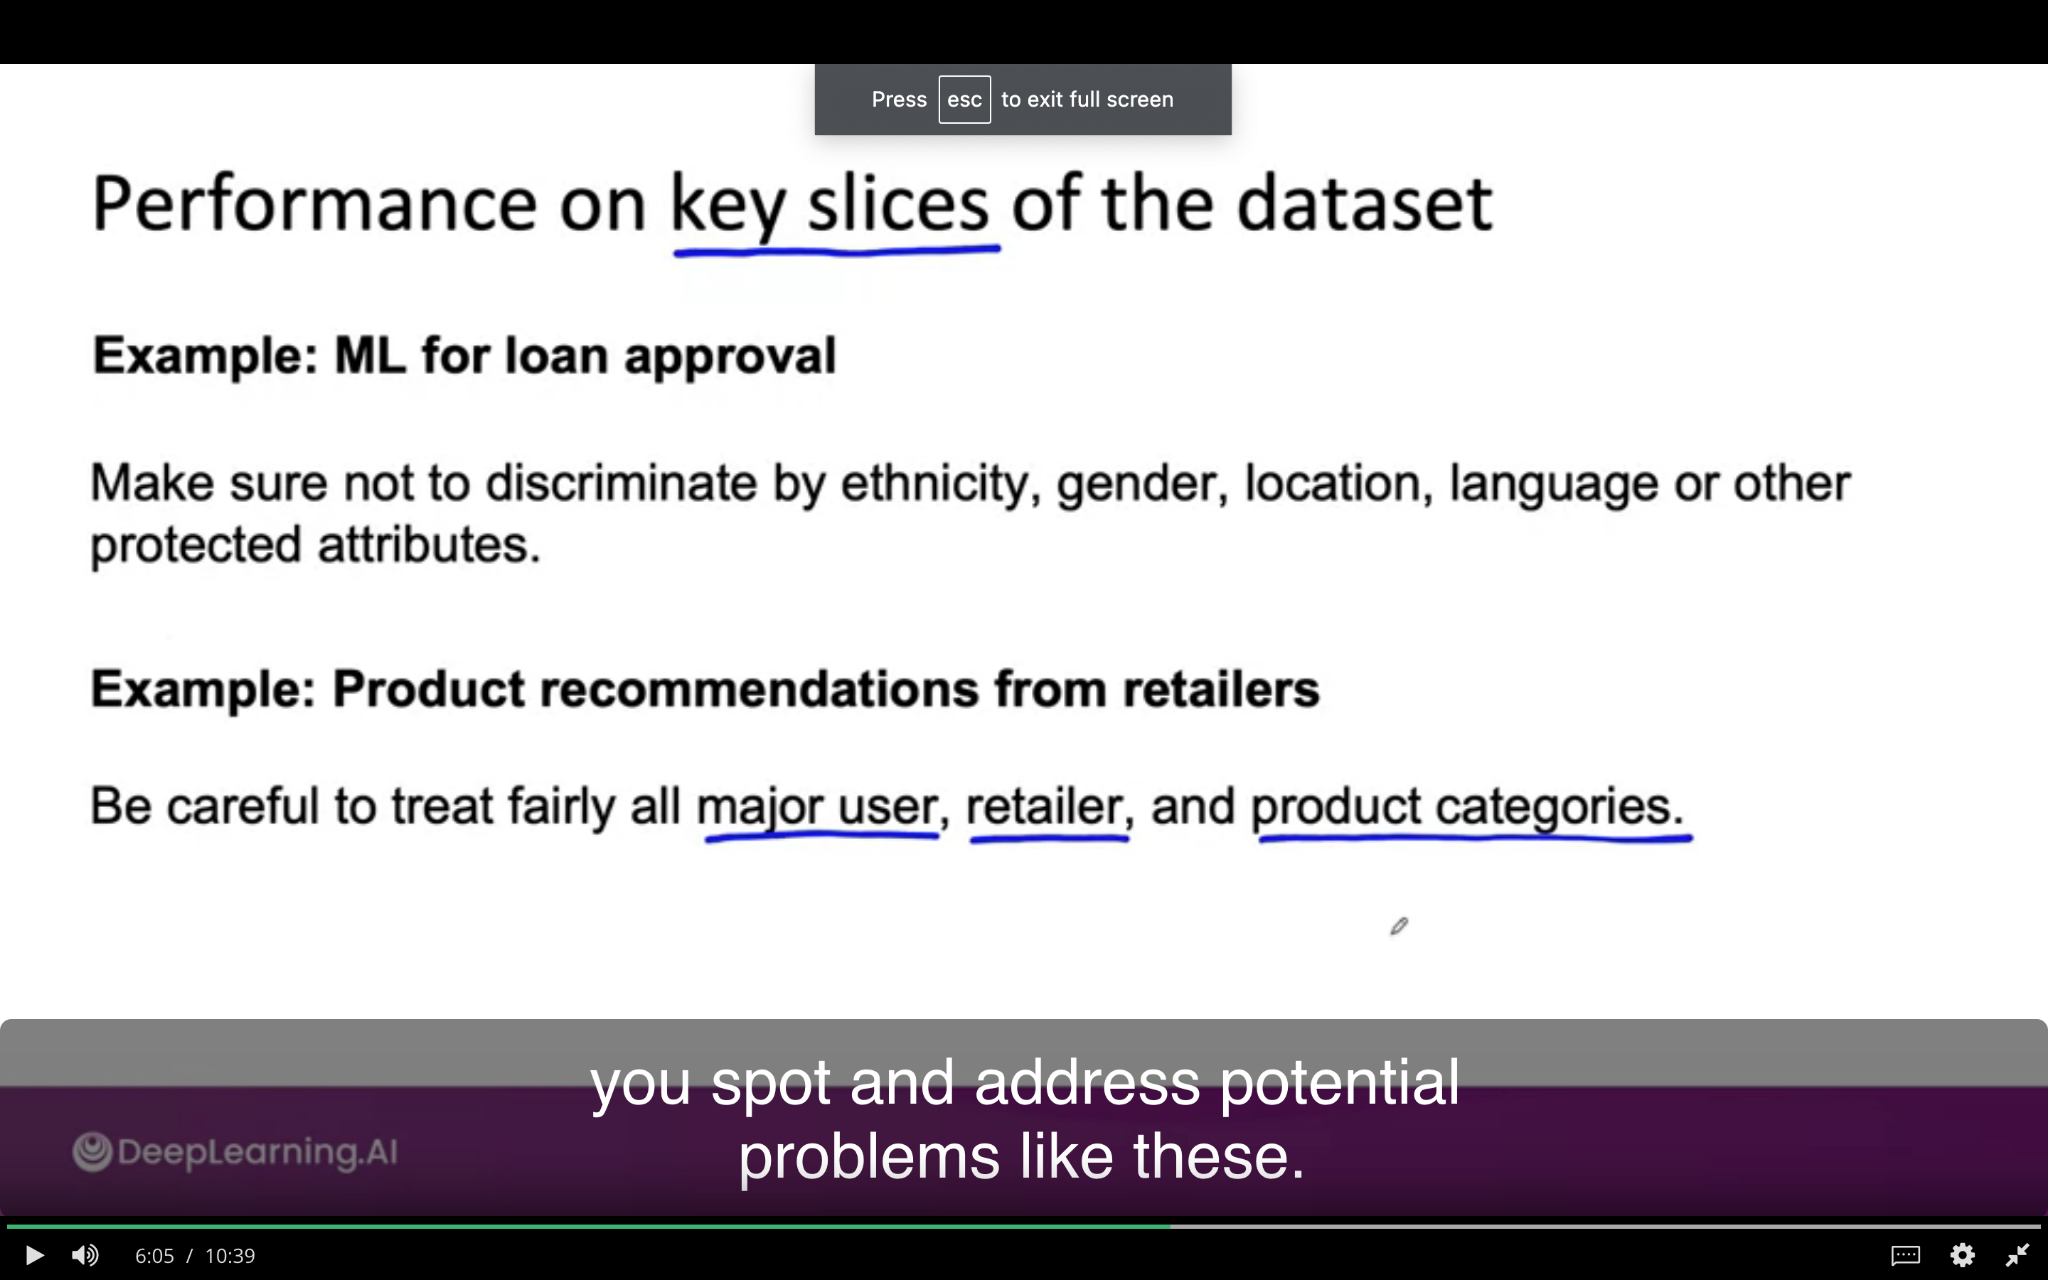 Press esc to exit full screen
Performance on key slices of the dataset
Example: ML for loan approval
Make sure not to discriminate by ethnicity, gender, location, language or other
protected attributes.
Example: Product recommendations from retailers
Be careful to treat fairly all major user, retailer, and product categories.
you spot and address potential
problems like these.
DeepLearning.AI
6:05 / 10:39